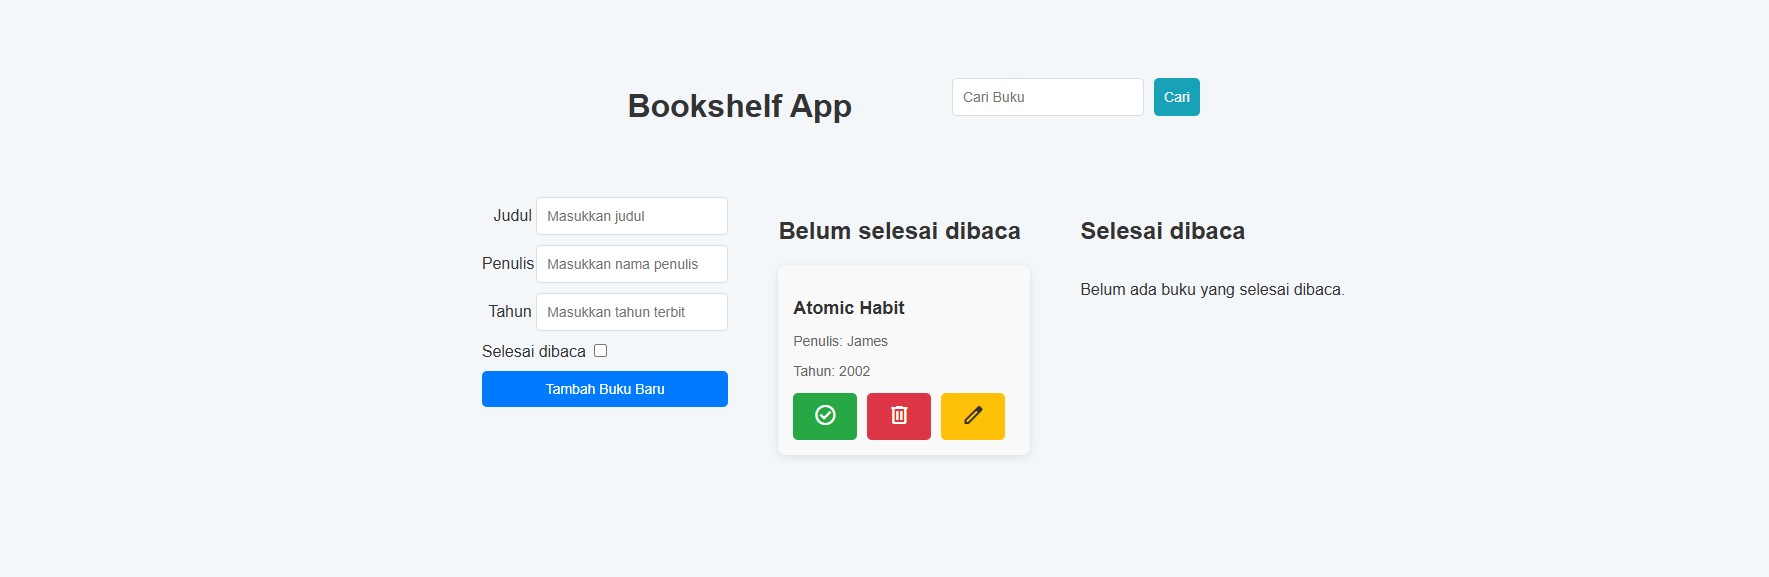 Bookshelf App
Cari Buku
Cari
Judul
Masukkan judul
Penulis
Masukkan nama penulis
Tahun
Masukkan tahun terbit
Selesai dibaca
Tambah Buku Baru
Belum selesai dibaca
Atomic Habit
Penulis: James
Tahun: 2002
Selesai dibaca
Belum ada buku yang selesai dibaca.